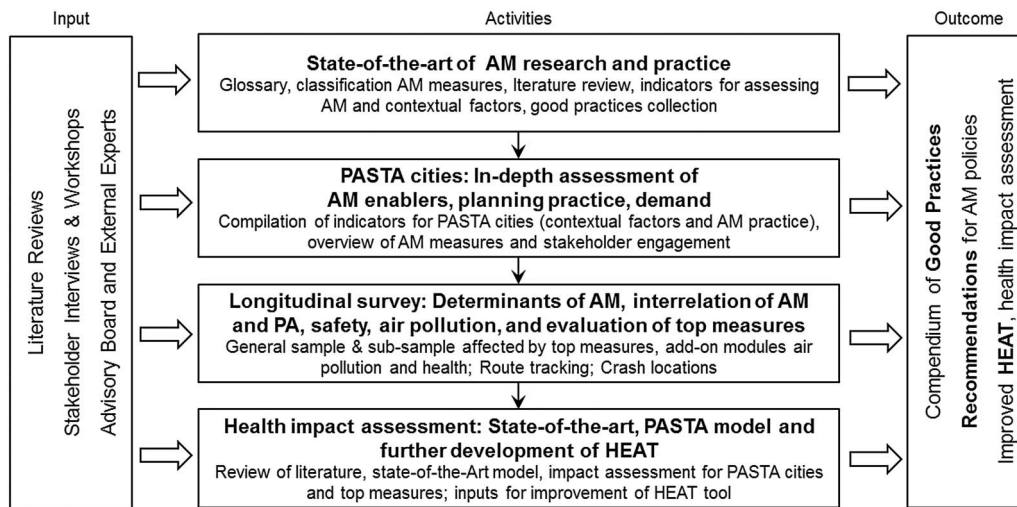 Input
Activities
Outcome
Literature Reviews
Stakeholder Interviews & Workshops
Advisory Board and External Experts
State-of-the-art of AM research and practice
Glossary, classification AM measures, lterature review, indicators for assessing
AM and contextual factors, good practices collection
PASTA cities: In-depth assessment of
AM enablers, planning practice, demand
Compilation of indicators for PASTA cities (contextual factors and AM practice),
overview of AM measures and stakeholder engagement
Longitudinal survey: Determinants of AM, interrelation of AM
and PA, safety, air pollution, and evaluation of top measures
General sample & sub-sample affected by top measures, add-on modules air
pollution and health; Route tracking; Crash locations
Health impact assessment: State-of-the-art, PASTA model and
further development of HEAT
Review of literature, state-of-the-Art model, impact assessment for PASTA cities
and top measures; inputs for improvement of HEAT tool
Compendium of Good Practices
Recommendations for AM policies
Improved HEAT, health impact assessment